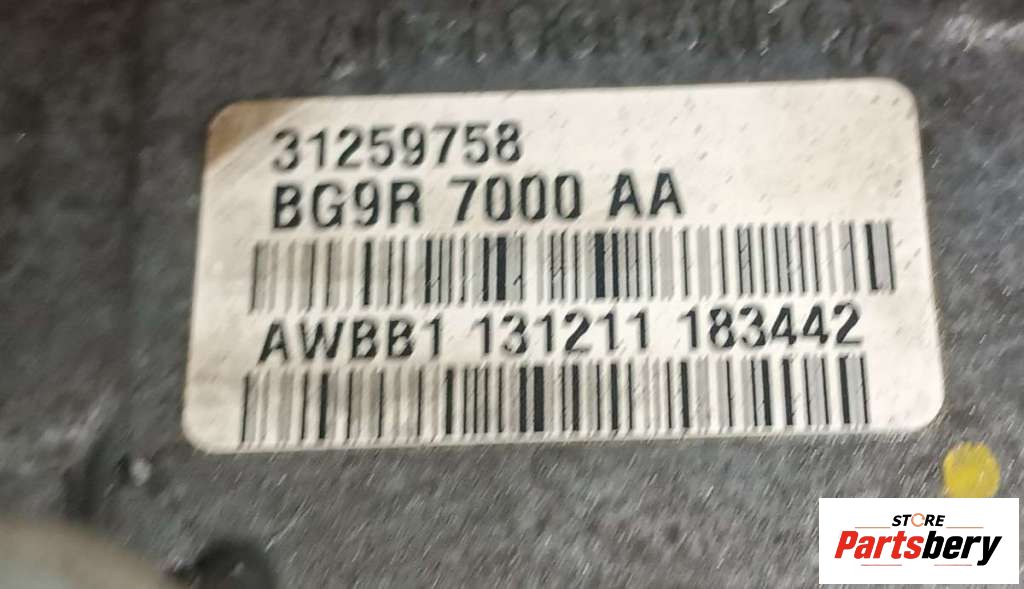 31259758
BG9R 7000 AA
AWBB1 131211 183442
STORE
Partsbery